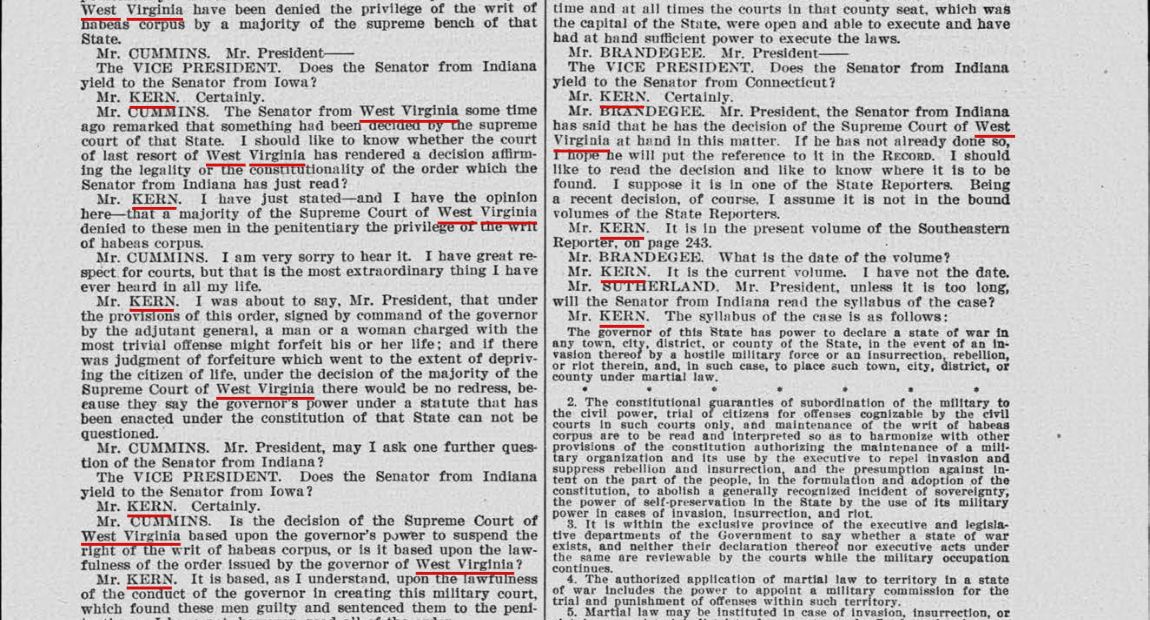 West Virginia have been denied the privilege of the writ of
habeas corpus by a majority of the supreme bench of that
State.
Mr. CUMMINS. Mr. President——
The VICE PRESIDENT. Does the Senator from Indiana
yield to the Senator from Iowa?
Mr. KERN. Certainly.
Mr. CUMMINS. The Senator from West Virginia some time
ago remarked that something had been decided by the supreme
court of that State. I should like to know whether the court
of last resort of West Virginia has rendered a decision affirm-
ing the legality or the constitutionality of the order which the
Senator from Indiana has just read?
Mr. KERN. I have just stated—and I have the opinion
here—that a majority of the Supreme Court of West Virginia
denied to these men in the penitentiary the privilege of the writ
of habeas corpus.
Mr. CUMMINS. I am very sorry to hear it. I have great re-
spect for courts, but that is the most extraordinary thing I have
ever heard in all my life.
Mr. KERN. I was about to say, Mr. President, that under
the provisions of this order, signed by command of the governor
by the adjutant general, a man or a woman charged with the
most trivial offense might forfeit his or her life; and if there
was judgment of forfeiture which went to the extent of depriv-
ing the citizen of life, under the decision of the majority of the
Supreme Court of West Virginia there would be no redress, be-
cause they say the governor's power under a statute that has
been enacted under the constitution of that State can not be
questioned.
Mr. CUMMINS. Mr. President, may I ask one further ques-
tion of the Senator from Indiana?
The VICE PRESIDENT. Does the Senator from Indiana
yield to the Senator from Iowa?
Mr. KERN. Certainly.
Mr. CUMMINS. Is the decision of the Supreme Court of
West Virginia based upon the governor's power to suspend the
right of the writ of habeas corpus, or is it based upon the law-
fulness of the order issued by the governor of West Virginia?
Mr. KERN. It is based, as I understand, upon the lawfulness
of the conduct of the governor in creating this military court,
which found these men guilty and sentenced them to the peni-
time and at all times the courts in that county seat, which was
the capital of the State, were open and able to execute and have
had at hand sufficient power to execute the laws.
Mr. BRANDEGEE. Mr. President——
The VICE PRESIDENT. Does the Senator from Indiana
yield to the Senator from Connecticut?
Mr. KERN. Certainly.
Mr. BRANDEGEE. Mr. President, the Senator from Indiana
has said that he has the decision of the Supreme Court of West
Virginia at hand in this matter. If he has not already done so,
I hope he will put the reference to it in the RECORD. I should
like to read the decision and like to know where it is to be
found. I suppose it is in one of the State Reporters. Being
a recent decision, of course, I assume it is not in the bound
volumes of the State Reporters.
Mr. KERN. It is in the present volume of the Southeastern
Reporter, on page 243.
Mr. BRANDEGEE. What is the date of the volume?
Mr. KERN. It is the current volume. I have not the date.
Mr. SUTHERLAND. Mr. President, unless it is too long,
will the Senator from Indiana read the syllabus of the case?
Mr. KERN. The syllabus of the case is as follows:
The governor of this State has power to declare a state of war in
any town, city, district, or county of the State, in the event of an in-
vasion thereof by a hostile military force or an insurrection, rebellion,
or riot therein, and, in such case, to place such town, city, district, or
county under martial law.
* * * * * * *
2. The constitutional guaranties of subordination of the military to
the civil power, trial of citizens for offenses cognizable by the civil
courts in such courts only, and maintenance of the writ of habeas
corpus are to be read and interpreted so as to harmonize with other
provisions of the constitution authorizing the maintenance of a mili-
tary organization and its use by the executive to repel invasion and
suppress rebellion and insurrection, and the presumption against in-
tent on the part of the people, in the formulation and adoption of the
constitution, to abolish a generally recognized incident of sovereignty,
the power of self-preservation in the State by the use of its military
power in cases of invasion, insurrection, and riot.
3. It is within the exclusive province of the executive and legisla-
tive departments of the Government to say whether a state of war
exists, and neither their declaration thereof nor executive acts under
the same are reviewable by the courts while the military occupation
continues.
4. The authorized application of martial law to territory in a state
of war includes the power to appoint a military commission for the
trial and punishment of offenses within such territory.
5. Martial law may be instituted in case of invasion, insurrection, or